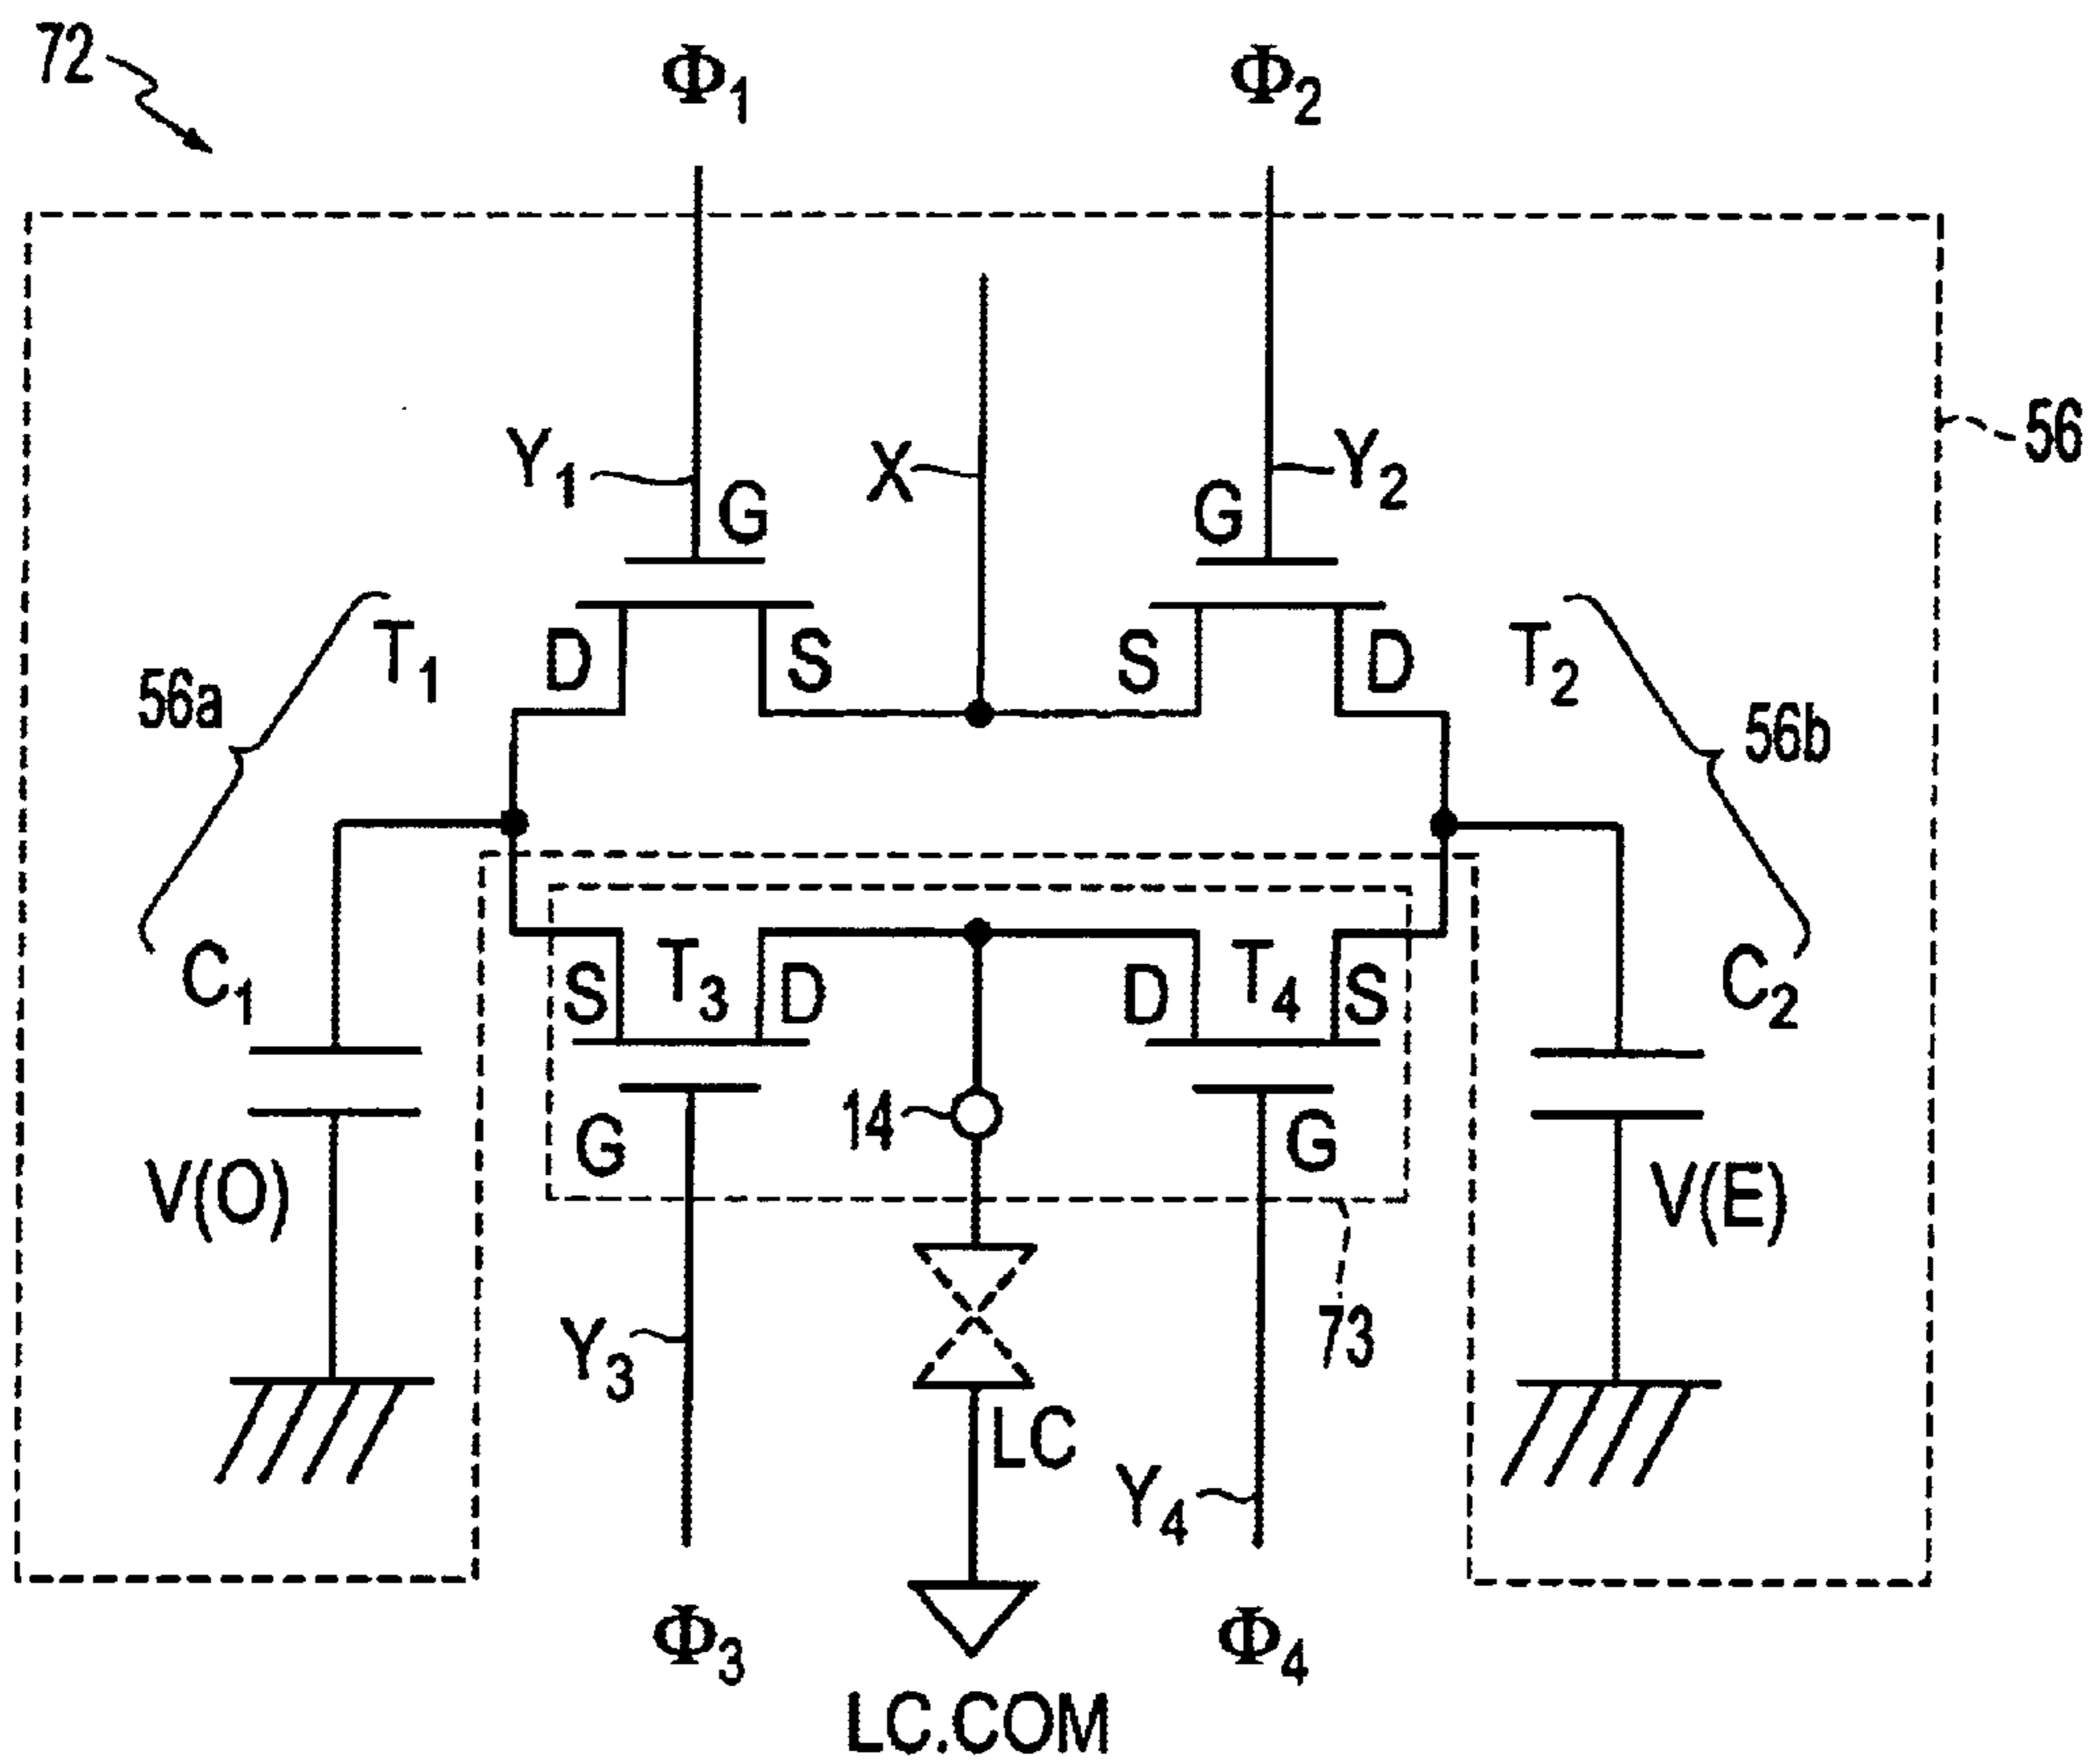 72
Φ1
Φ2
56
Y1
G
X
G
Y2
56a
T1
D
S
S
D
T2
56b
C1
S
T3
D
D
T4
S
C2
14
G
G
V(O)
V(E)
Y3
73
LC
Y4
Φ3
Φ4
LC.COM